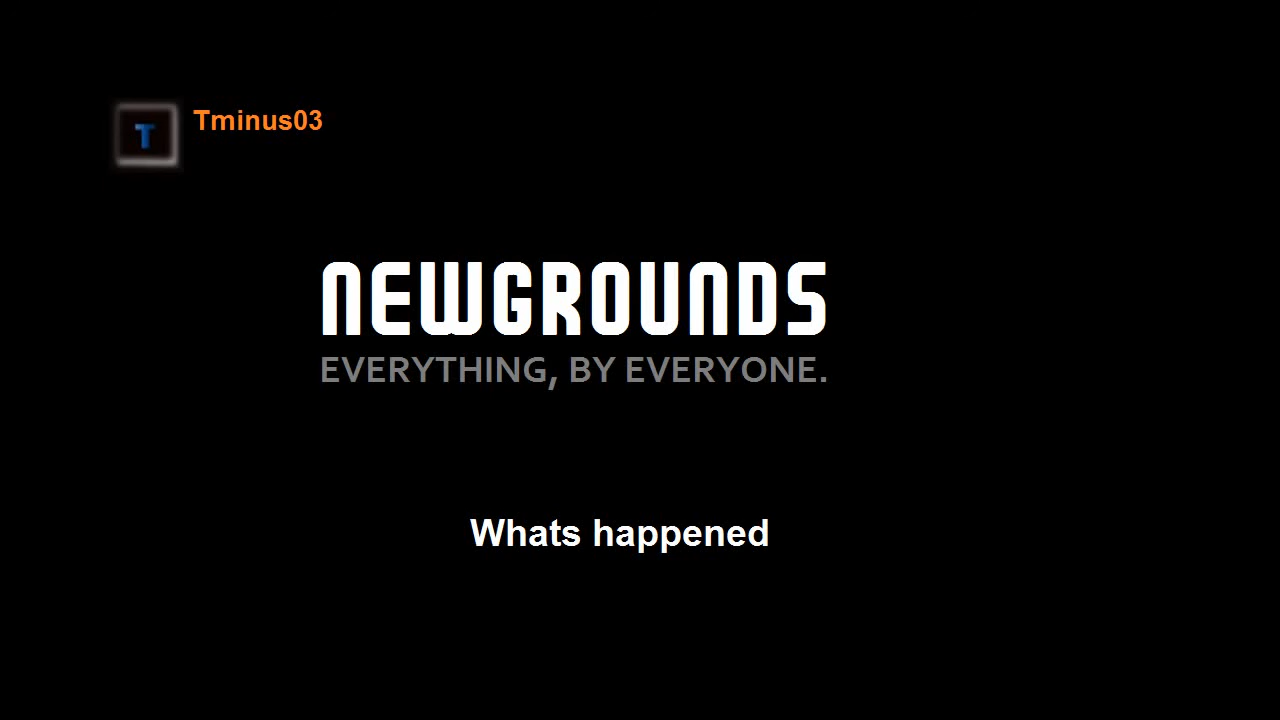 T
Tminus03
NEWGROUNDS
EVERYTHING, BY EVERYONE.
Whats happened